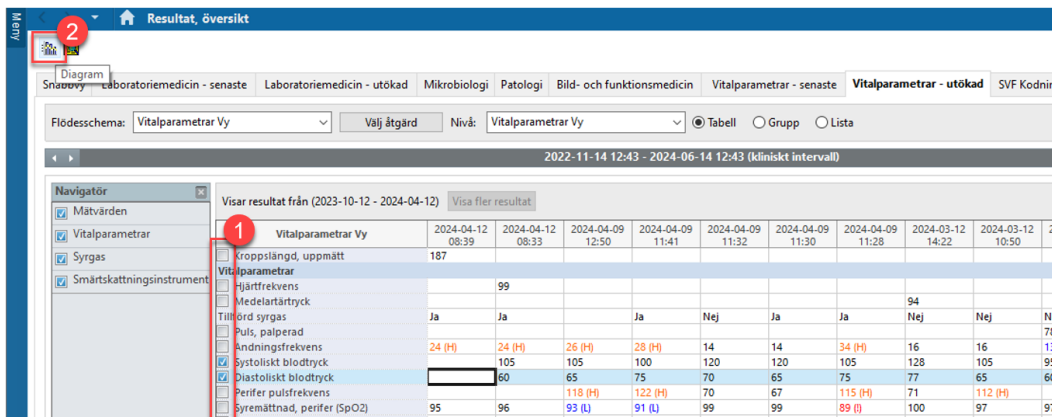 Meny
Resultat, översikt
2
Diagram
Snabbvy Laboratoriemedicin - senaste Laboratoriemedicin - utökad Mikrobiologi Patologi Bild- och funktionsmedicin Vitalparametrar - senaste Vitalparametrar - utökad SVF Kodnin
Flödesschema: Vitalparametrar Vy Välj åtgärd Nivå: Vitalparametrar Vy Tabell Grupp Lista
2022-11-14 12:43 - 2024-06-14 12:43 (kliniskt intervall)
Navigatör
Mätvärden
Vitalparametrar
Syrgas
Smärtskattningsinstrument
Visar resultat från (2023-10-12 - 2024-04-12) Visa fler resultat
1
Vitalparametrar Vy 2024-04-12 08:39 2024-04-12 08:33 2024-04-09 12:50 2024-04-09 11:41 2024-04-09 11:32 2024-04-09 11:30 2024-04-09 11:28 2024-03-12 14:22 2024-03-12 10:50 2
Kroppslängd, uppmätt 187
Vitalparametrar
Hjärtfrekvens 99
Medelartärtryck 94
Tillförd syrgas Ja Ja Ja Nej Ja Ja Nej Nej N
Puls, palperad 78
Andningsfrekvens 24 (H) 24 (H) 26 (H) 28 (H) 14 14 34 (H) 16 16 13
Systoliskt blodtryck 105 105 100 120 120 105 128 105 95
Diastoliskt blodtryck 60 65 75 70 65 75 77 65 60
Perifer pulsfrekvens 118 (H) 122 (H) 70 67 115 (H) 71 112 (H)
Syremättnad, perifer (SpO2) 95 96 93 (L) 91 (L) 99 99 89 (!) 100 97 97